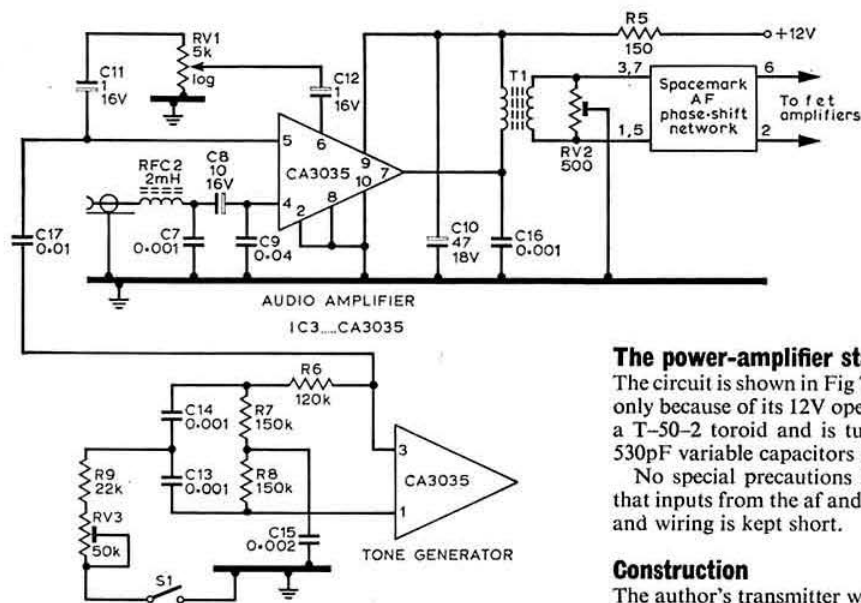 R5
150
+12V
RV1
5k
log
C11
1
16V
C12
1
16V
T1
3,7
6
Spacemark
AF
phase-shift
network
To fet
amplifiers
1,5
2
RV2
500
5
6
9
CA3035
7
10
4
8
2
RFC2
2mH
C8
10
16V
C17
0.01
C7
0.001
C9
0.04
C10
47
18V
C16
0.001
AUDIO AMPLIFIER
IC3.....CA3035
R6
120k
C14
0.001
R7
150k
3
CA3035
R9
22k
C13
0.001
R8
150k
1
RV3
50k
C15
0.002
TONE GENERATOR
S1
The power-amplifier st
The circuit is shown in Fig
only because of its 12V ope
a T–50–2 toroid and is tu
530pF variable capacitors
No special precautions
that inputs from the af and
and wiring is kept short.
Construction
The author's transmitter w